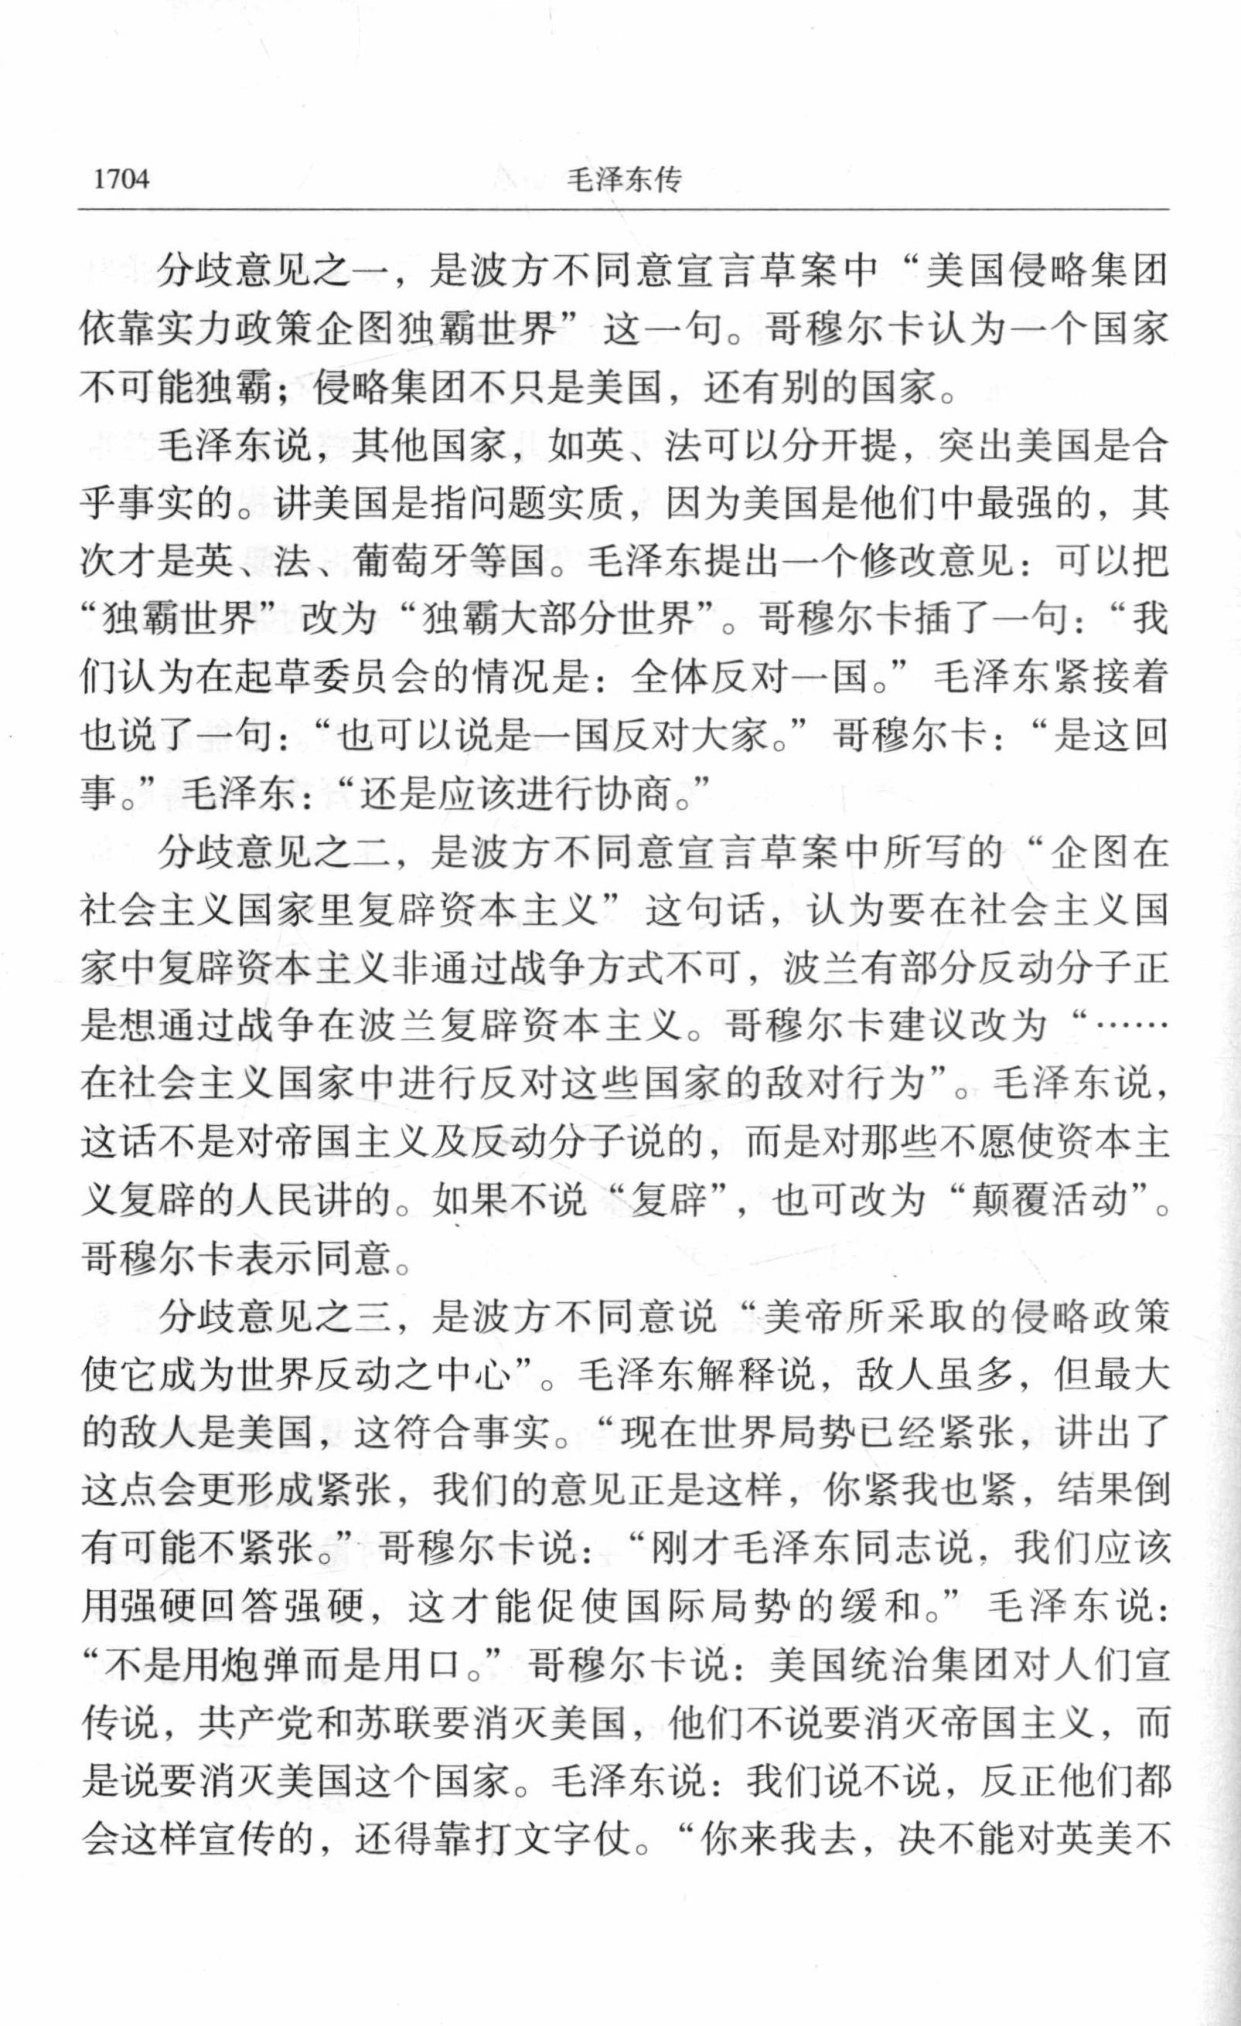 1704 毛泽东传
分歧意见之一，是波方不同意宣言草案中“美国侵略集团
依靠实力政策企图独霸世界”这一句。哥穆尔卡认为一个国家
不可能独霸；侵略集团不只是美国，还有别的国家。
毛泽东说，其他国家，如英、法可以分开提，突出美国是合
乎事实的。讲美国是指问题实质，因为美国是他们中最强的，其
次才是英、法、葡萄牙等国。毛泽东提出一个修改意见：可以把
“独霸世界”改为“独霸大部分世界”。哥穆尔卡插了一句：“我
们认为在起草委员会的情况是：全体反对一国。”毛泽东紧接着
也说了一句：“也可以说是一国反对大家。”哥穆尔卡：“是这回
事。”毛泽东：“还是应该进行协商。”
分歧意见之二，是波方不同意宣言草案中所写的“企图在
社会主义国家里复辟资本主义”这句话，认为要在社会主义国
家中复辟资本主义非通过战争方式不可，波兰有部分反动分子正
是想通过战争在波兰复辟资本主义。哥穆尔卡建议改为“……
在社会主义国家中进行反对这些国家的敌对行为”。毛泽东说，
这话不是对帝国主义及反动分子说的，而是对那些不愿使资本主
义复辟的人民讲的。如果不说“复辟”，也可改为“颠覆活动”。
哥穆尔卡表示同意。
分歧意见之三，是波方不同意说“美帝所采取的侵略政策
使它成为世界反动之中心”。毛泽东解释说，敌人虽多，但最大
的敌人是美国，这符合事实。“现在世界局势已经紧张，讲出了
这点会更形成紧张，我们的意见正是这样，你紧我也紧，结果倒
有可能不紧张。”哥穆尔卡说：“刚才毛泽东同志说，我们应该
用强硬回答强硬，这才能促使国际局势的缓和。”毛泽东说：
“不是用炮弹而是用口。”哥穆尔卡说：美国统治集团对人们宣
传说，共产党和苏联要消灭美国，他们不说要消灭帝国主义，而
是说要消灭美国这个国家。毛泽东说：我们说不说，反正他们都
会这样宣传的，还得靠打文字仗。“你来我去，决不能对英美不